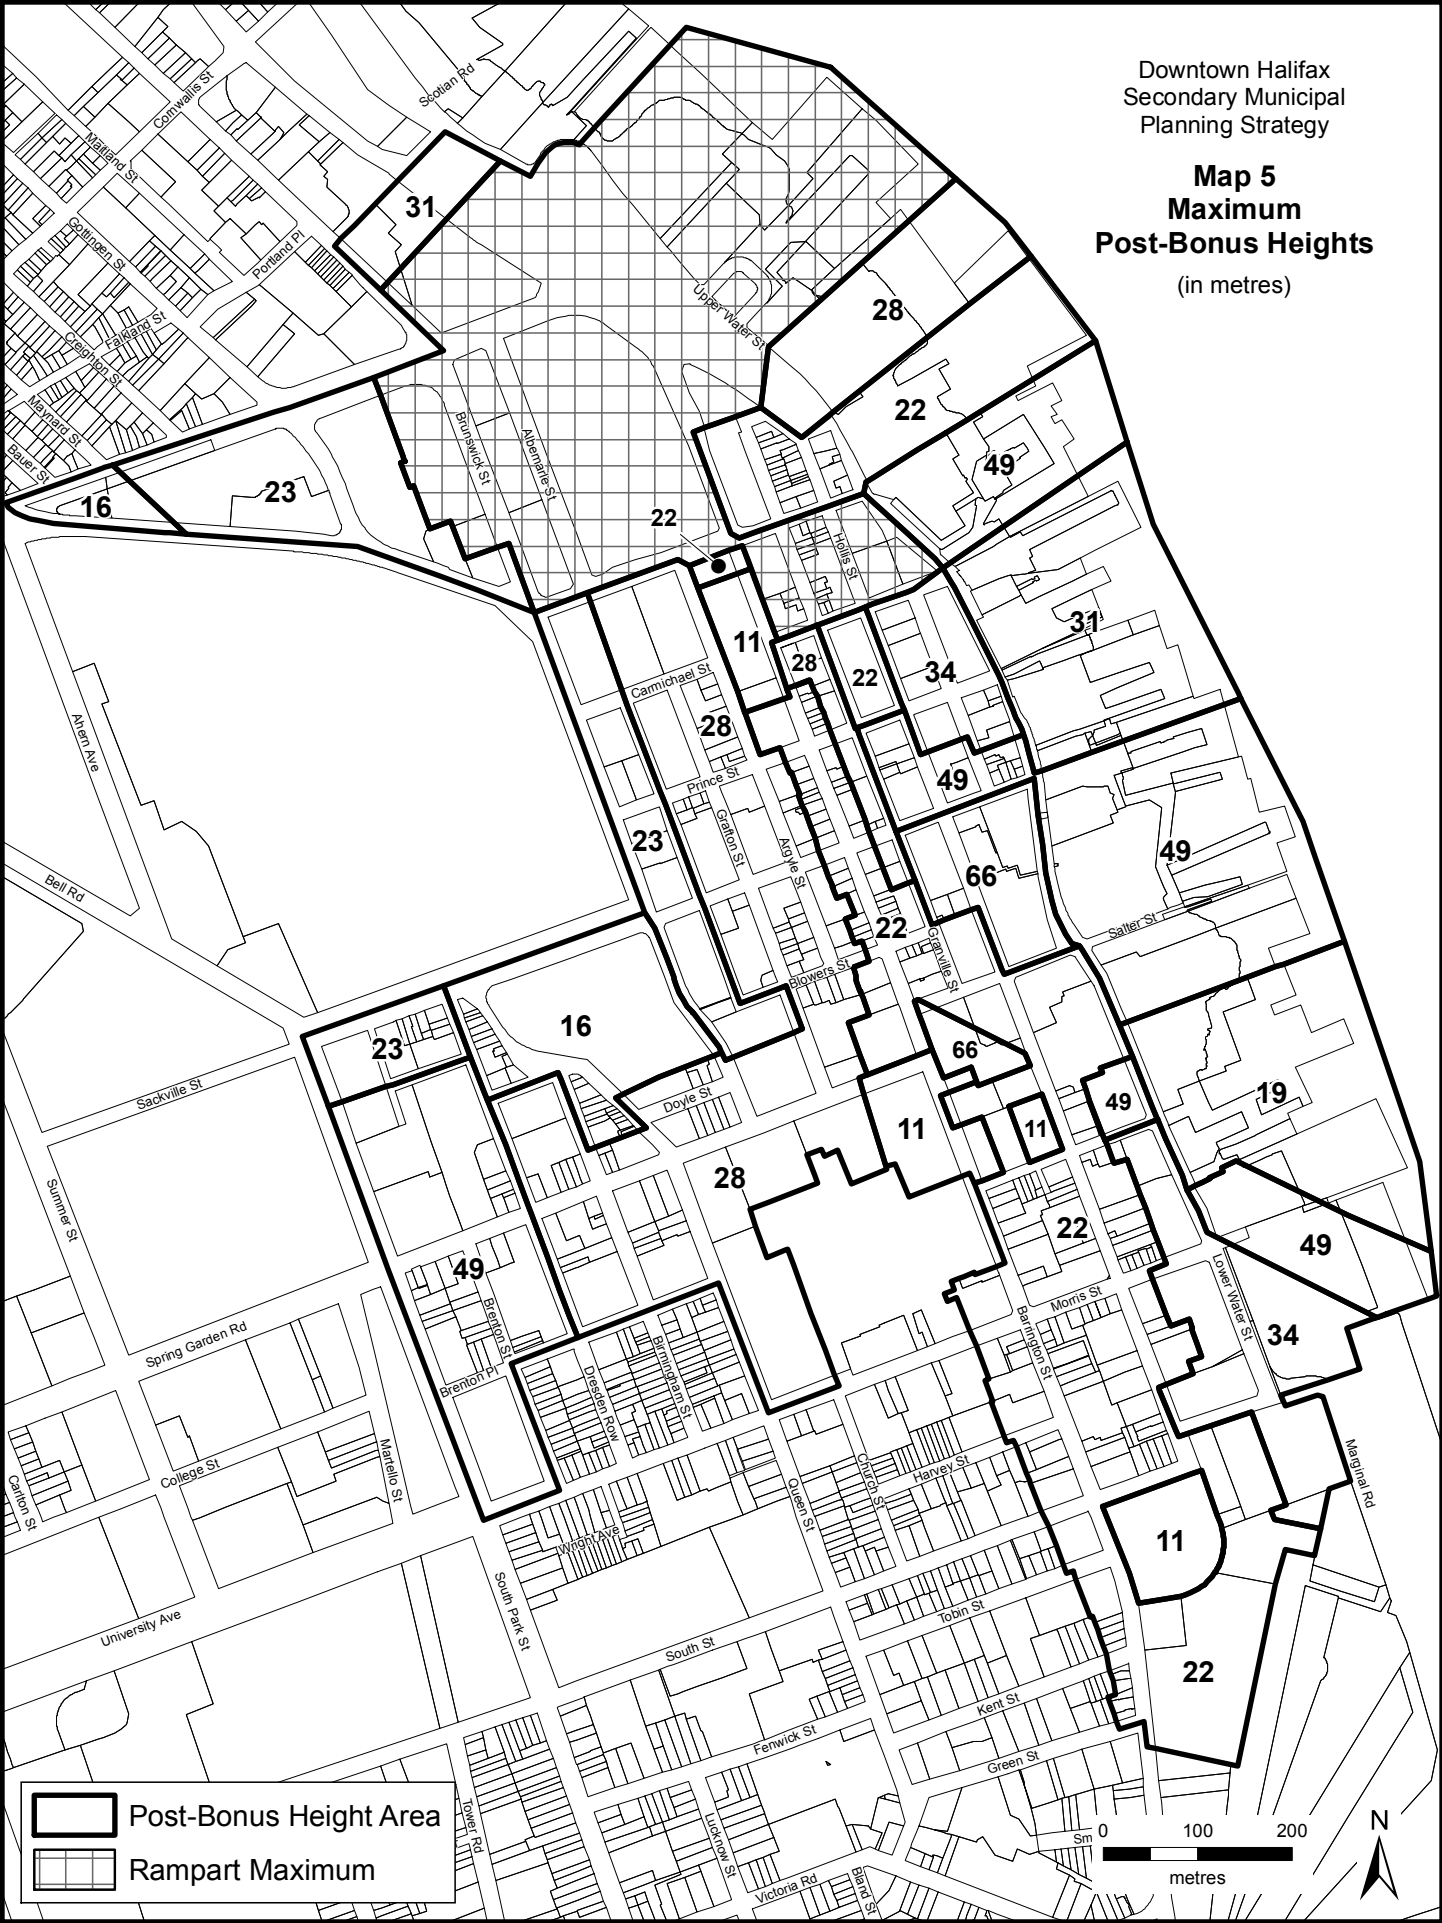 Downtown Halifax
Secondary Municipal
Planning Strategy
Map 5
Maximum
Post-Bonus Heights
(in metres)
Scotian Rd
Cornwallis St
Maitland St
31
Gottingen St
Portland Pl
Upper Water St
28
Falkland St
Creighton St
Maynard St
Bauer St
22
Brunswick St
Albemarle St
49
16
23
22
Hollis St
31
11
28
22
34
Carmichael St
28
Ahern Ave
Prince St
49
23
Grafton St
Argyle St
49
66
Bell Rd
Salter St
22
Granville St
Blowers St
16
23
66
Sackville St
Doyle St
49
19
11
11
28
Summer St
22
49
49
Lower Water St
Brenton St
Morris St
Barrington St
34
Spring Garden Rd
Birmingham St
Brenton Pl
Dresden Row
College St
Martello St
Carlton St
Church St
Harvey St
Marginal Rd
Queen St
Wright Ave
11
South Park St
Tobin St
University Ave
South St
22
Kent St
Fenwick St
Green St
Tower Rd
Lucknow St
Victoria Rd
Bland St
Sm
Post-Bonus Height Area
Rampart Maximum
0 100 200
metres
N